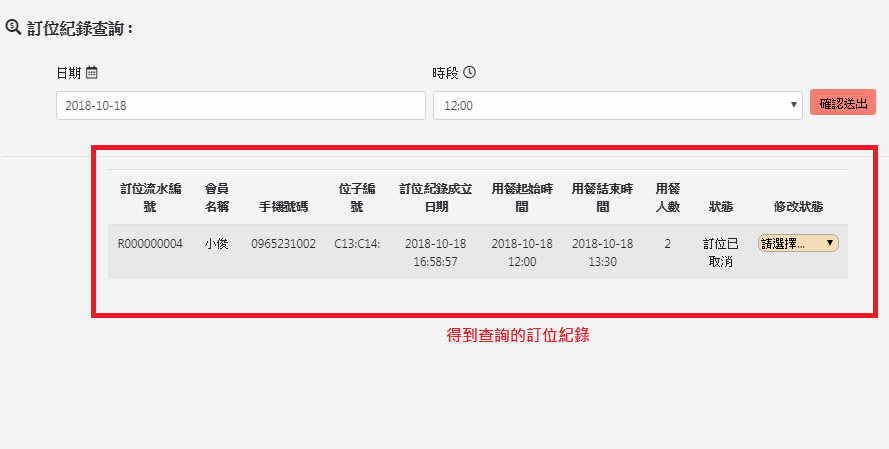 訂位紀錄查詢 :
日期
時段
2018-10-18
12:00
確認送出
訂位流水編號
會員名稱
手機號碼
位子編號
訂位紀錄成立日期
用餐起始時間
用餐結束時間
用餐人數
狀態
修改狀態
R000000004
小俊
0965231002
C13:C14:
2018-10-18
16:58:57
2018-10-18
12:00
2018-10-18
13:30
2
訂位已取消
請選擇...
得到查詢的訂位紀錄